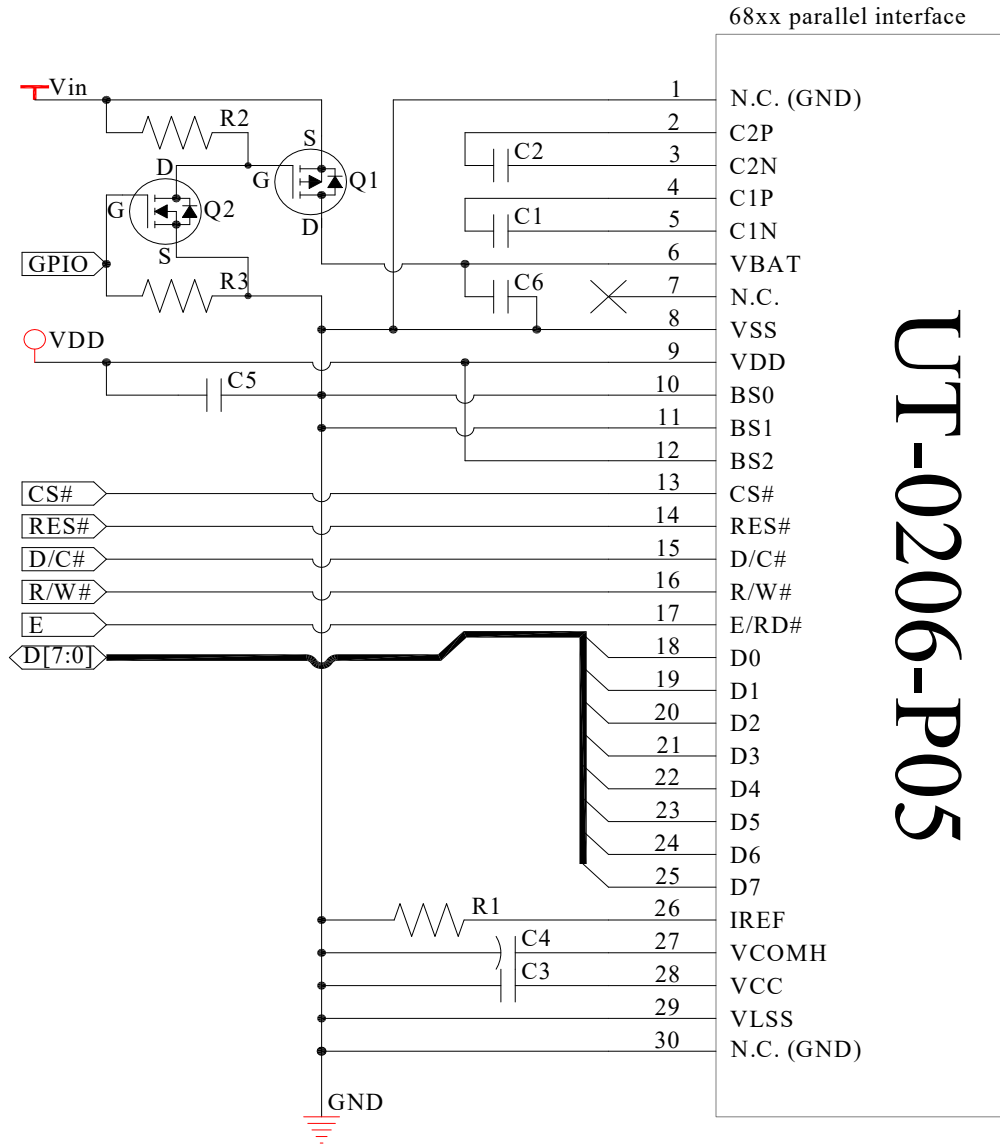 68xx parallel interface
Vin
R2
S
D
G
Q1
G
Q2
D
S
GPIO
R3
VDD
C5
C2
C1
C6
CS#
RES#
D/C#
R/W#
E
D[7:0]
R1
C4
C3
GND
1 N.C. (GND)
2 C2P
3 C2N
4 C1P
5 C1N
6 VBAT
7 N.C.
8 VSS
9 VDD
10 BS0
11 BS1
12 BS2
13 CS#
14 RES#
15 D/C#
16 R/W#
17 E/RD#
18 D0
19 D1
20 D2
21 D3
22 D4
23 D5
24 D6
25 D7
26 IREF
27 VCOMH
28 VCC
29 VLSS
30 N.C. (GND)
UT-0206-P05